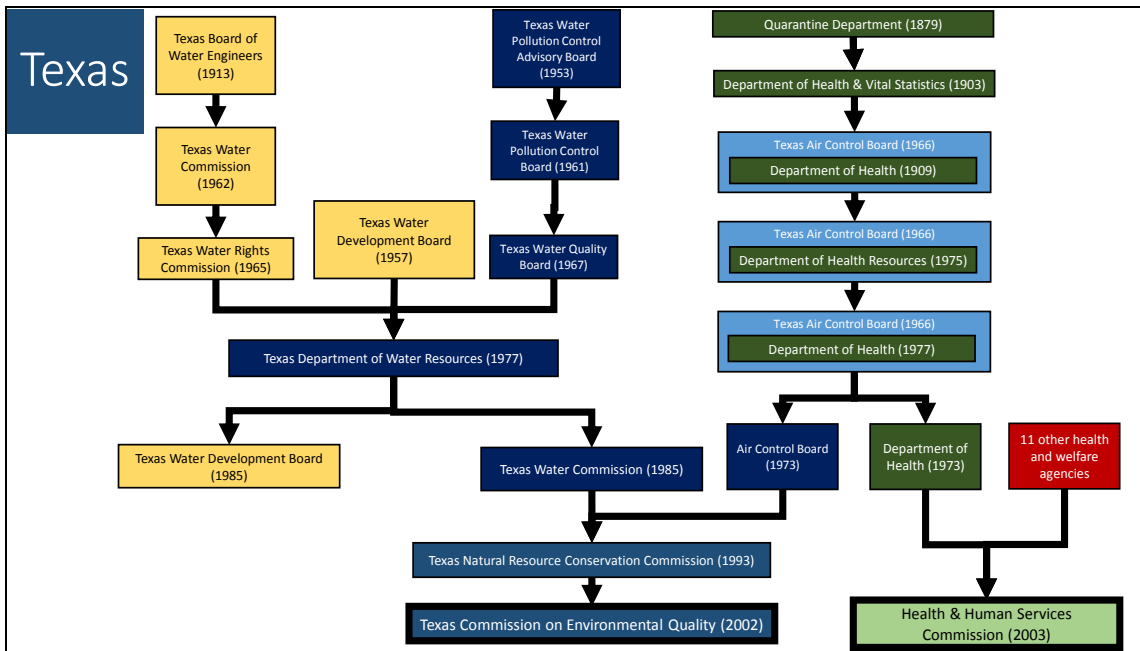 Texas
Texas Board of
Water Engineers
(1913)
Texas Water
Pollution Control
Advisory Board
(1953)
Quarantine Department (1879)
Department of Health & Vital Statistics (1903)
Texas Water
Commission
(1962)
Texas Water
Pollution Control
Board (1961)
Texas Air Control Board (1966)
Department of Health (1909)
Texas Water Rights
Commission (1965)
Texas Water
Development Board
(1957)
Texas Water Quality
Board (1967)
Texas Air Control Board (1966)
Department of Health Resources (1975)
Texas Air Control Board (1966)
Department of Health (1977)
Texas Department of Water Resources (1977)
Texas Water Development Board
(1985)
Texas Water Commission (1985)
Air Control Board
(1973)
Department of
Health (1973)
11 other health
and welfare
agencies
Texas Natural Resource Conservation Commission (1993)
Texas Commission on Environmental Quality (2002)
Health & Human Services
Commission (2003)